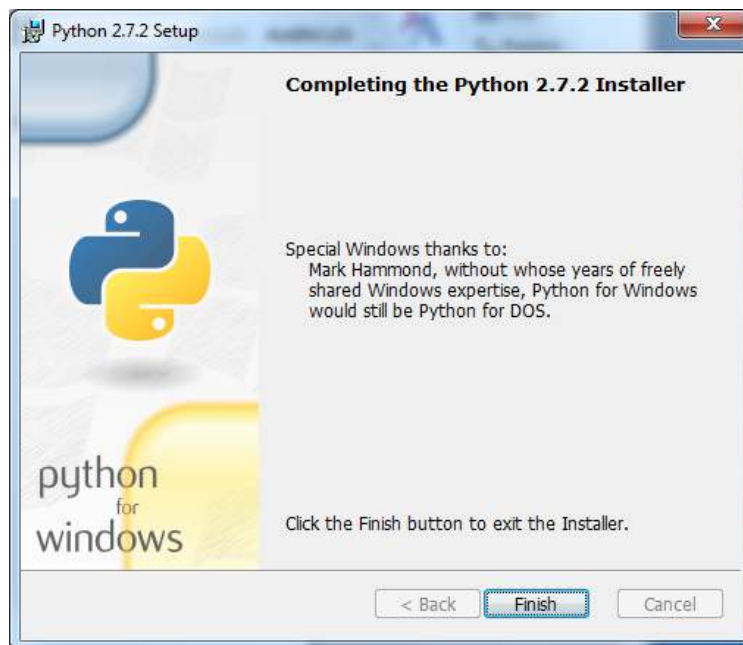 Python 2.7.2 Setup
Completing the Python 2.7.2 Installer
Special Windows thanks to:
Mark Hammond, without whose years of freely
shared Windows expertise, Python for Windows
would still be Python for DOS.
python
for
windows
Click the Finish button to exit the Installer.
< Back
Finish
Cancel